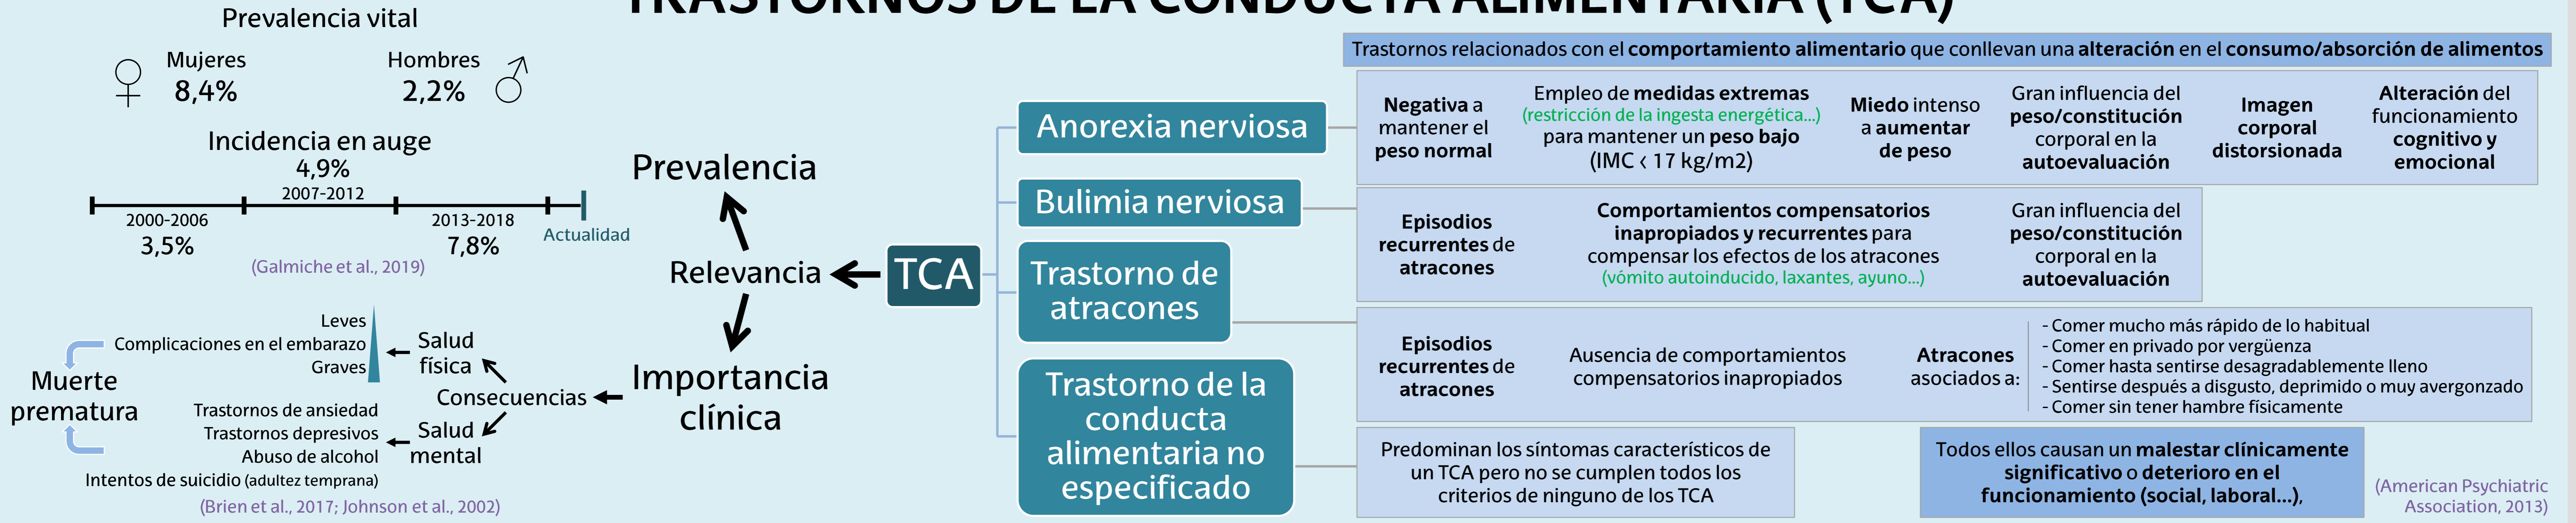 TRASTORNOS DE LA CONDUCTA ALIMENTARIA (TCA)
Prevalencia vital
Mujeres
8,4%
Hombres
2,2%
Incidencia en auge
4,9%
2007-2012
2000-2006
3,5%
2013-2018
7,8%
Actualidad
(Galmiche et al., 2019)
Prevalencia
Relevancia
TCA
Importancia
clínica
Consecuencias
Salud
física
Leves
Complicaciones en el embarazo
Graves
Muerte
prematura
Salud
mental
Trastornos de ansiedad
Trastornos depresivos
Abuso de alcohol
Intentos de suicidio (adultez temprana)
(Brien et al., 2017; Johnson et al., 2002)
Trastornos relacionados con el comportamiento alimentario que conllevan una alteración en el consumo/absorción de alimentos
Anorexia nerviosa
Negativa a
mantener el
peso normal
Empleo de medidas extremas
(restricción de la ingesta energética...)
para mantener un peso bajo
(IMC < 17 kg/m2)
Miedo intenso
a aumentar
de peso
Gran influencia del
peso/constitución
corporal en la
autoevaluación
Imagen
corporal
distorsionada
Alteración del
funcionamiento
cognitivo y
emocional
Bulimia nerviosa
Episodios
recurrentes de
atracones
Comportamientos compensatorios
inapropiados y recurrentes para
compensar los efectos de los atracones
(vómito autoinducido, laxantes, ayuno...)
Gran influencia del
peso/constitución
corporal en la
autoevaluación
Trastorno de
atracones
Episodios
recurrentes de
atracones
Ausencia de comportamientos
compensatorios inapropiados
Atracones
asociados a:
- Comer mucho más rápido de lo habitual
- Comer en privado por vergüenza
- Comer hasta sentirse desagradablemente lleno
- Sentirse después a disgusto, deprimido o muy avergonzado
- Comer sin tener hambre físicamente
Trastorno de la
conducta
alimentaria no
especificado
Predominan los síntomas característicos de
un TCA pero no se cumplen todos los
criterios de ninguno de los TCA
Todos ellos causan un malestar clínicamente
significativo o deterioro en el
funcionamiento (social, laboral...),
(American Psychiatric
Association, 2013)